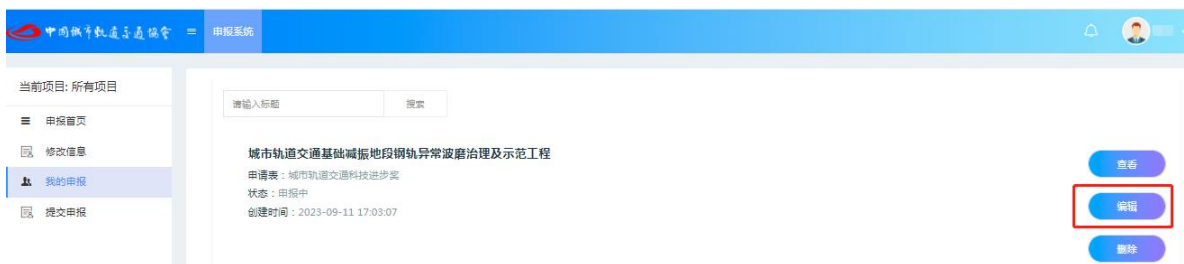 中国城市轨道交通协会
申报系统
当前项目: 所有项目
申报首页
修改信息
我的申报
提交申报
请输入标题
搜索
城市轨道交通基础减振地段钢轨异常波磨治理及示范工程
申请表：城市轨道交通科技进步奖
状态：申报中
创建时间：2023-09-11 17:03:07
查看
编辑
删除